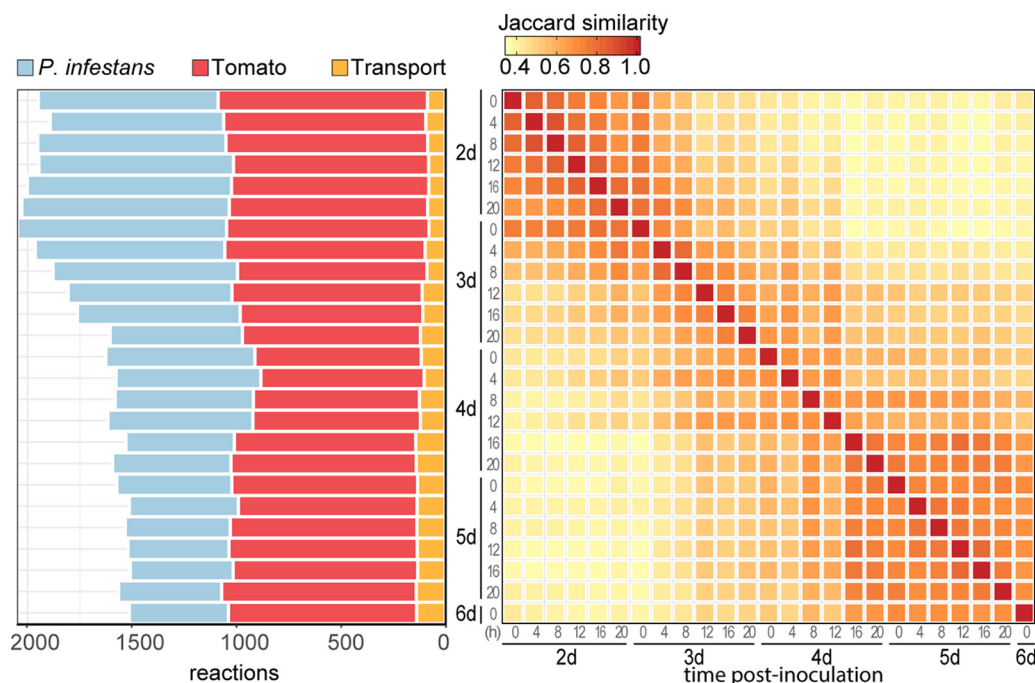 Jaccard similarity
0.4 0.6 0.8 1.0
P. infestans Tomato Transport
2d
3d
4d
5d
6d
2000 1500 1000 500 0
reactions
0
4
8
12
16
20
0
4
8
12
16
20
0
4
8
12
16
20
0
4
8
12
16
20
0
(h) 0 4 8 12 16 20 0 4 8 12 16 20 0 4 8 12 16 20 0 4 8 12 16 20 0
2d 3d 4d 5d 6d
time post-inoculation